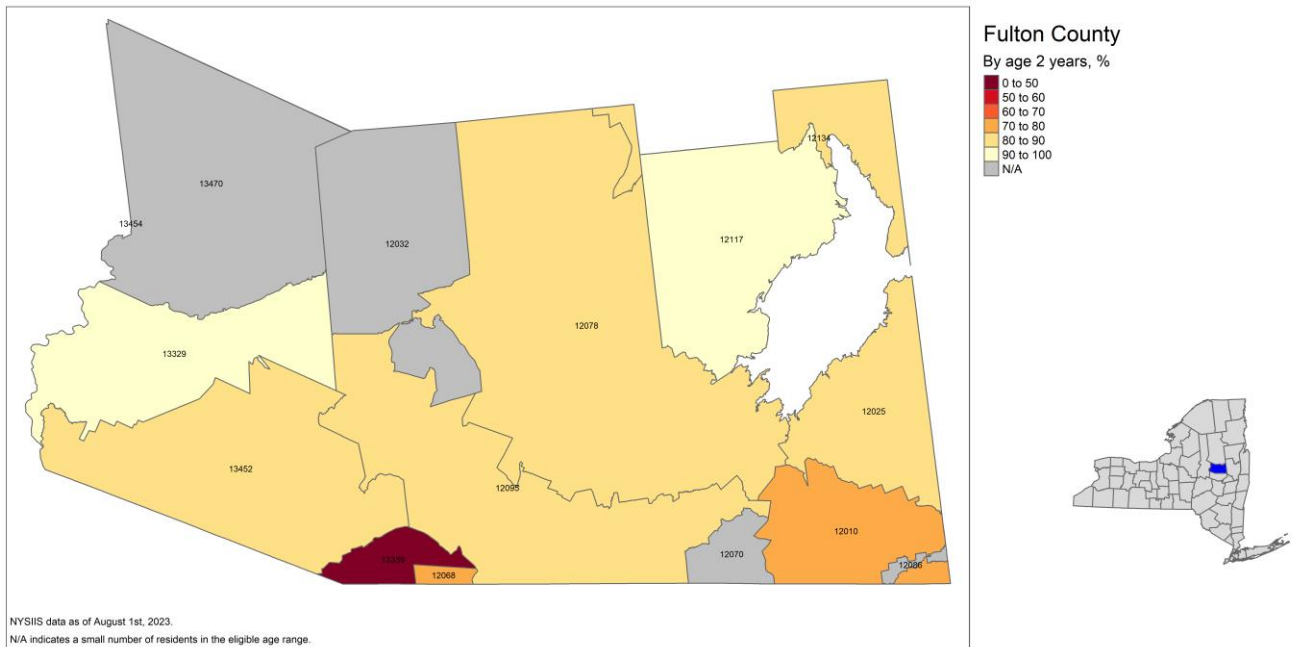 Fulton County
By age 2 years, %
0 to 50
50 to 60
60 to 70
70 to 80
80 to 90
90 to 100
N/A
12134
13470
13454
12032
12117
12078
13329
12025
13452
12095
12010
13339
12070
12086
12068
NYSIIS data as of August 1st, 2023.
N/A indicates a small number of residents in the eligible age range.